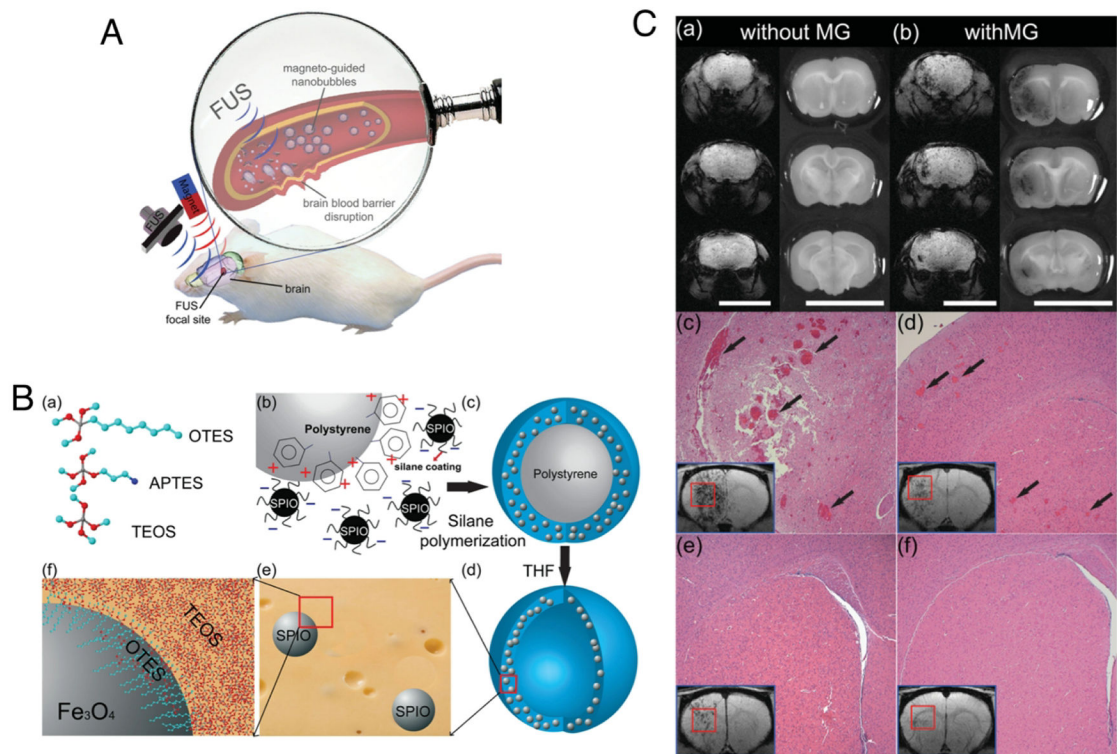 A
FUS
magneto-guided
nanobubbles
brain blood barrier
disruption
Magnet
FUS
FUS
focal site
brain
B
(a)
OTES
APTES
TEOS
(b)
Polystyrene
SPIO
silane coating
SPIO
SPIO
SPIO
Silane
polymerization
(c)
Polystyrene
THF
(d)
(e)
SPIO
SPIO
(f)
TEOS
OTES
Fe₃O₄
C
(a)
without MG
(b)
withMG
(c)
(d)
(e)
(f)